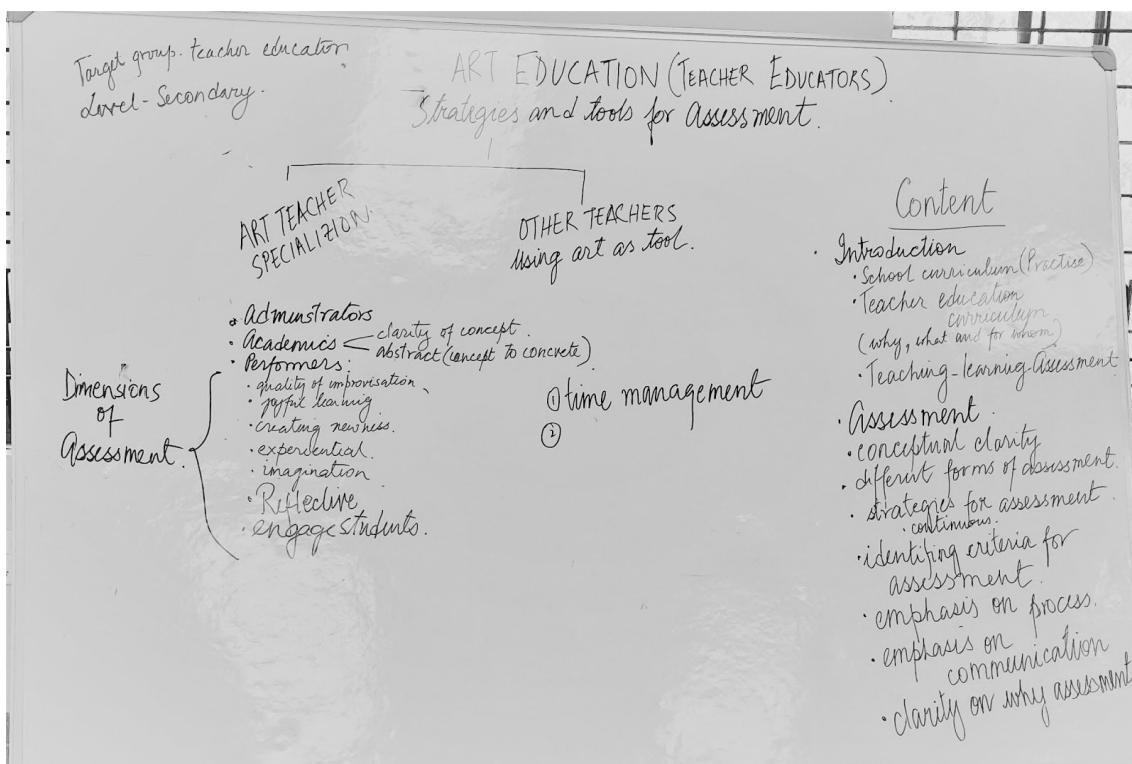 Target group. teacher education
Level - Secondary.
ART EDUCATION (TEACHER EDUCATORS)
Strategies and tools for Assessment.
ART TEACHER
SPECIALIZION.
OTHER TEACHERS
Using art as tool.
Dimensions
of
Assessment.
• Adminstrators
• Academics
clarity of concept.
abstract (concept to concrete)
• Performers:
• quality of improvisation
• joyful learning
• creating newness.
• experiential.
• imagination
• Reflective
• engage students.
① time management
②
Content
• Introduction
• School curriculum (Practise)
• Teacher education
curriculum
(why, what and for whom)
• Teaching-learning-Assessment
• Assessment.
• conceptual clarity
• different forms of assessment.
• strategies for assessment
• continuous.
• identifing criteria for
assessment.
• emphasis on process.
• emphasis on
communication
• clarity on why assessment